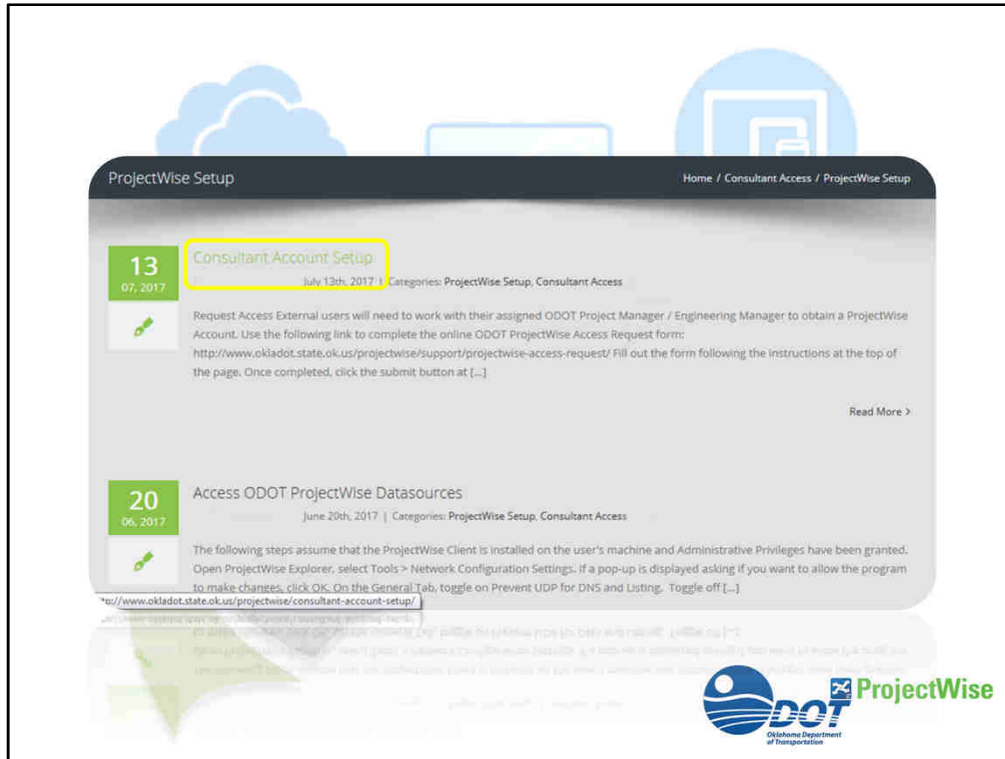 ProjectWise Setup
Home / Consultant Access / ProjectWise Setup
13
07, 2017
Consultant Account Setup
July 13th, 2017 | Categories: ProjectWise Setup, Consultant Access
Request Access External users will need to work with their assigned ODOT Project Manager / Engineering Manager to obtain a ProjectWise
Account. Use the following link to complete the online ODOT ProjectWise Access Request form:
http://www.okladot.state.ok.us/projectwise/support/projectwise-access-request/ Fill out the form following the instructions at the top of
the page. Once completed, click the submit button at [...]
Read More >
20
06, 2017
Access ODOT ProjectWise Datasources
June 20th, 2017 | Categories: ProjectWise Setup, Consultant Access
The following steps assume that the ProjectWise Client is installed on the user's machine and Administrative Privileges have been granted.
Open ProjectWise Explorer, select Tools > Network Configuration Settings. If a pop-up is displayed asking if you want to allow the program
to make changes, click OK. On the General Tab, toggle on Prevent UDP for DNS and Listing. Toggle off [...]
tp://www.okladot.state.ok.us/projectwise/consultant-account-setup/
ProjectWise
DOT
Oklahoma Department
of Transportation